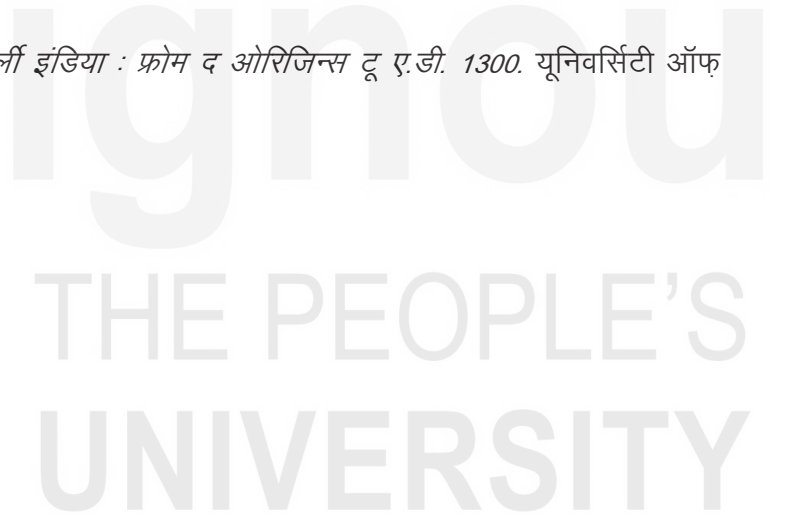 र्ली इंडिया : फ्रोम द ओरिजिन्स टू ए.डी. 1300. यूनिवर्सिटी ऑफ़
ignou
THE PEOPLE'S
UNIVERSITY